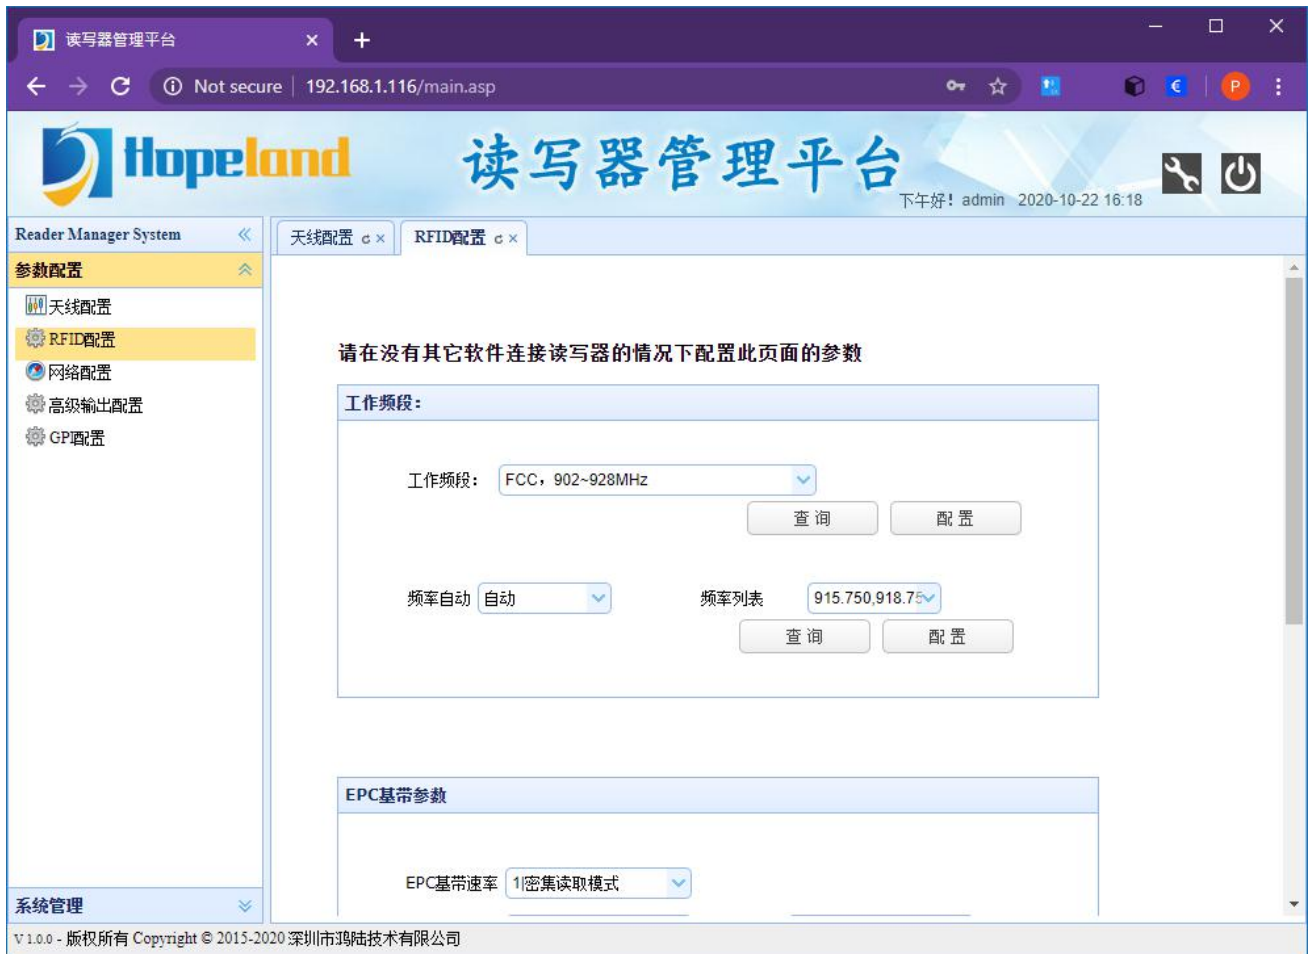 读写器管理平台
Not secure 192.168.1.116/main.asp
P
Hopeland 读写器管理平台
下午好! admin 2020-10-22 16:18
Reader Manager System
天线配置 RFID配置
参数配置
天线配置
RFID配置
网络配置
高级输出配置
GPI配置
请在没有其它软件连接读写器的情况下配置此页面的参数
工作频段:
工作频段: FCC，902~928MHz
查 询 配 置
频率自动 自动 频率列表 915.750,918.75
查 询 配 置
EPC基带参数
EPC基带速率 1|密集读取模式
系统管理
V 1.0.0 - 版权所有 Copyright © 2015-2020 深圳市鸿陆技术有限公司